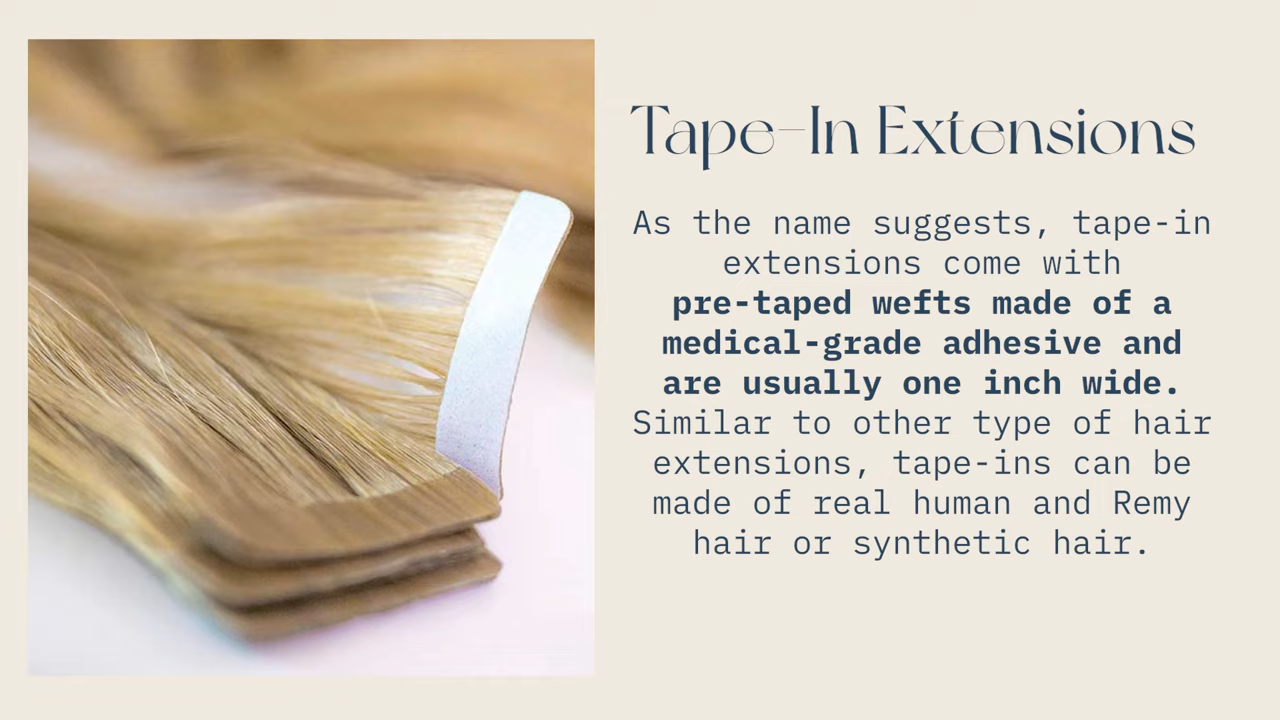 Tape-In Extensions
As the name suggests, tape-in
extensions come with
pre-taped wefts made of a
medical-grade adhesive and
are usually one inch wide.
Similar to other type of hair
extensions, tape-ins can be
made of real human and Remy
hair or synthetic hair.